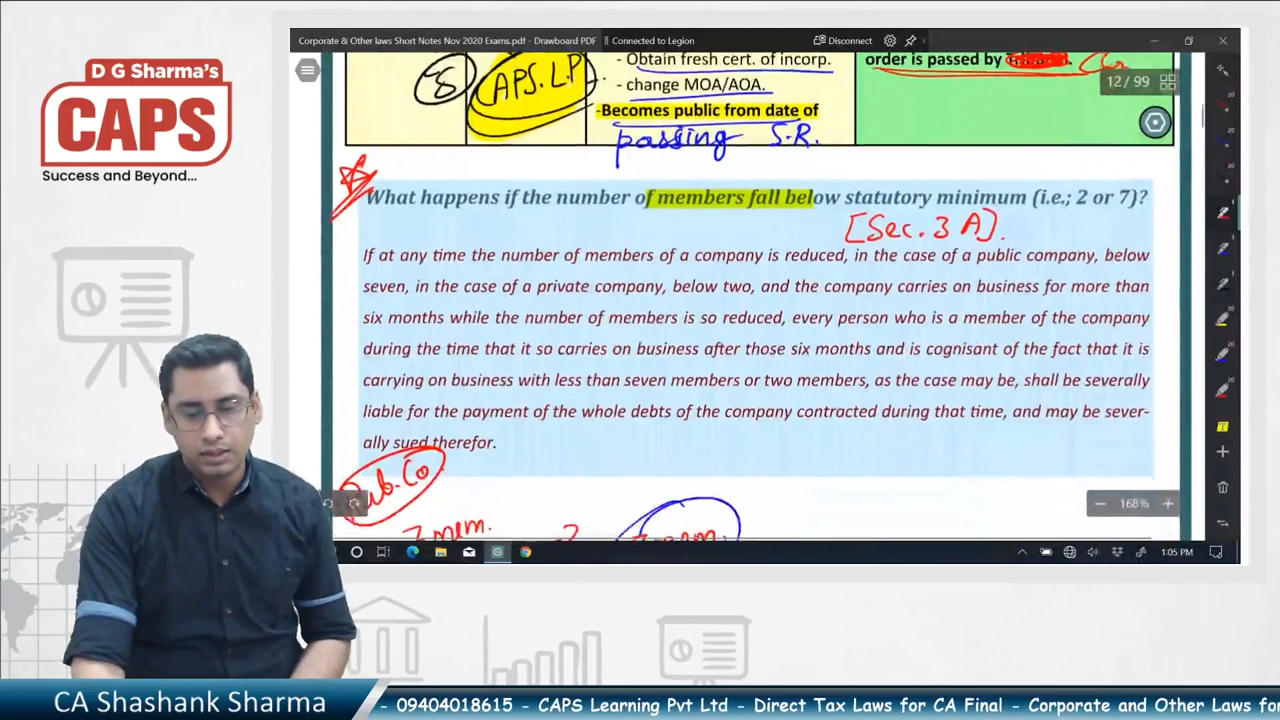 D G Sharma's
CAPS
Success and Beyond...
Corporate & Other laws Short Notes Nov 2020 Exams.pdf - Drawboard PDF
Connected to Legion
Disconnect
12 / 99
- Obtain fresh cert. of incorp.
- change MOA/AOA.
-Becomes public from date of
passing S.R.
order is passed by
8
APS.L.P
What happens if the number of members fall below statutory minimum (i.e.; 2 or 7)?
[Sec. 3 A].
If at any time the number of members of a company is reduced, in the case of a public company, below
seven, in the case of a private company, below two, and the company carries on business for more than
six months while the number of members is so reduced, every person who is a member of the company
during the time that it so carries on business after those six months and is cognisant of the fact that it is
carrying on business with less than seven members or two members, as the case may be, shall be severally
liable for the payment of the whole debts of the company contracted during that time, and may be sever-
ally sued therefor.
Pub.Co
7 mem.
mem.
168%
1:05 PM
CA Shashank Sharma
- 09404018615 - CAPS Learning Pvt Ltd - Direct Tax Laws for CA Final - Corporate and Other Laws for